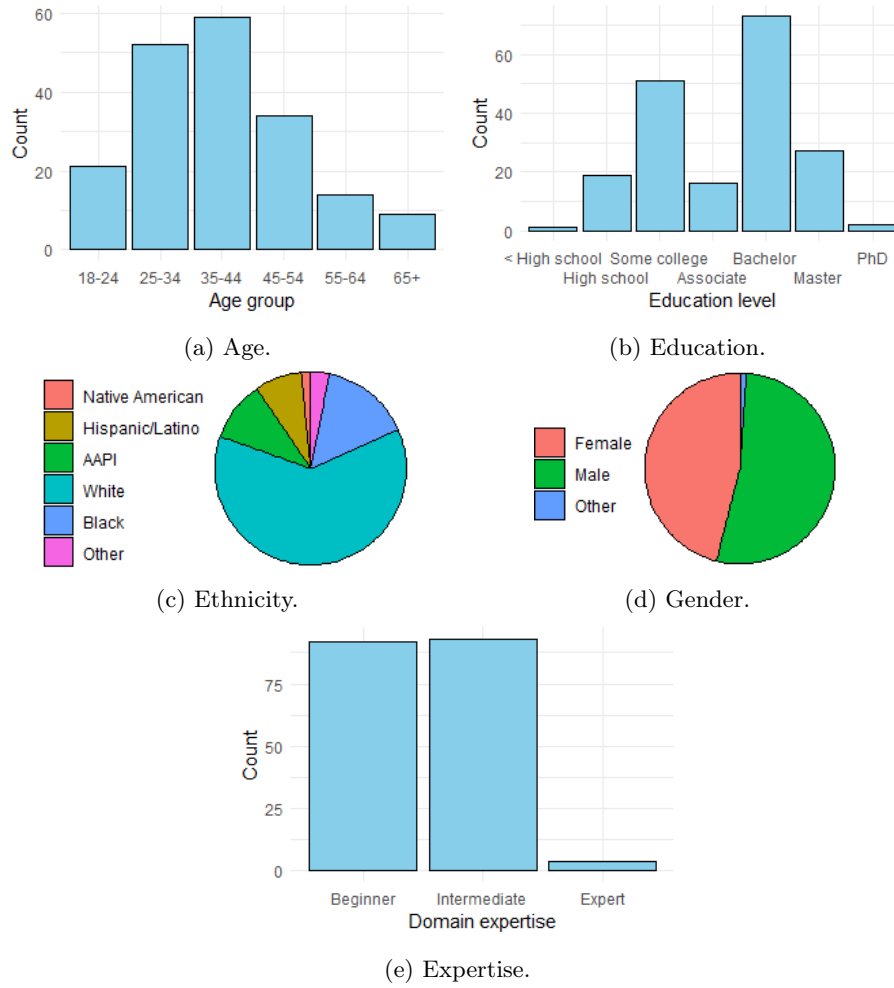 60
40
20
0
Count
18-24 25-34 35-44 45-54 55-64 65+
Age group
(a) Age.
60
40
20
0
Count
< High school Some college Bachelor PhD
High school Associate Master
Education level
(b) Education.
Native American
Hispanic/Latino
AAPI
White
Black
Other
(c) Ethnicity.
Female
Male
Other
(d) Gender.
75
50
25
0
Count
Beginner Intermediate Expert
Domain expertise
(e) Expertise.